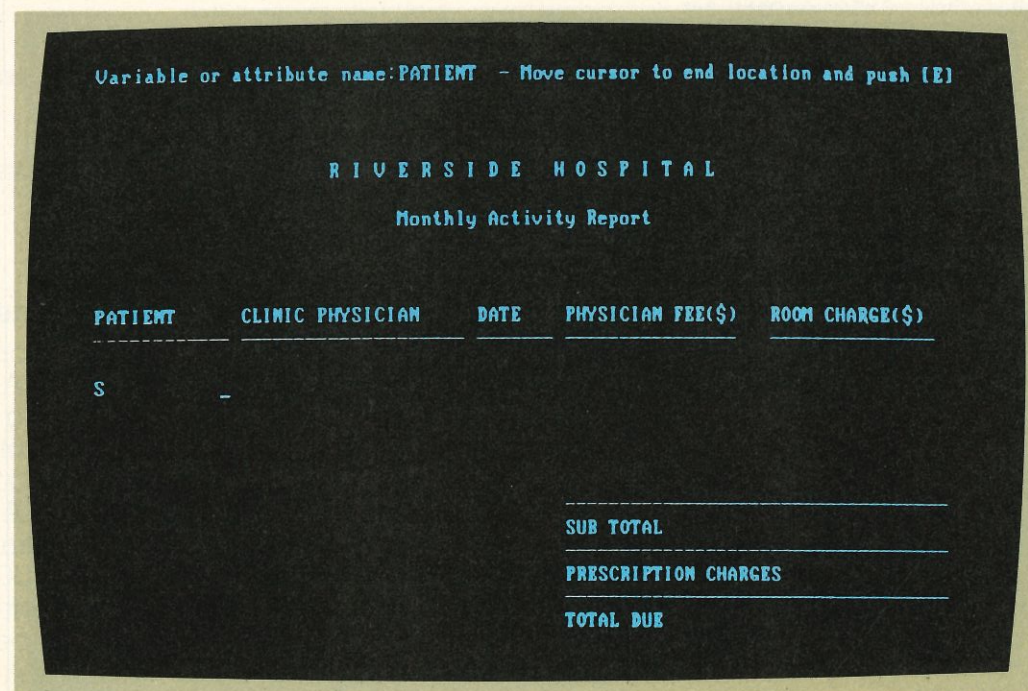 Variable or attribute name:PATIENT - Move cursor to end location and push [E]
R I V E R S I D E H O S P I T A L
Monthly Activity Report
PATIENT CLINIC PHYSICIAN DATE PHYSICIAN FEE($) ROOM CHARGE($)
S _
SUB TOTAL
PRESCRIPTION CHARGES
TOTAL DUE